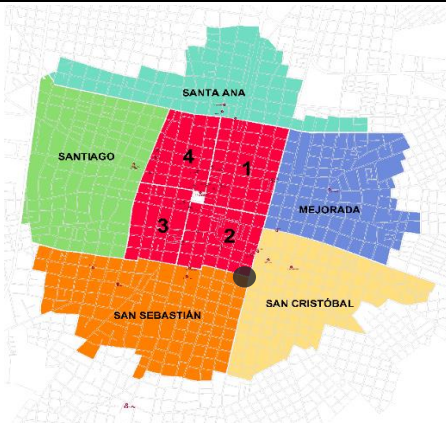 SANTA ANA
SANTIAGO
4
1
MEJORADA
3
2
SAN CRISTÓBAL
SAN SEBASTIÁN